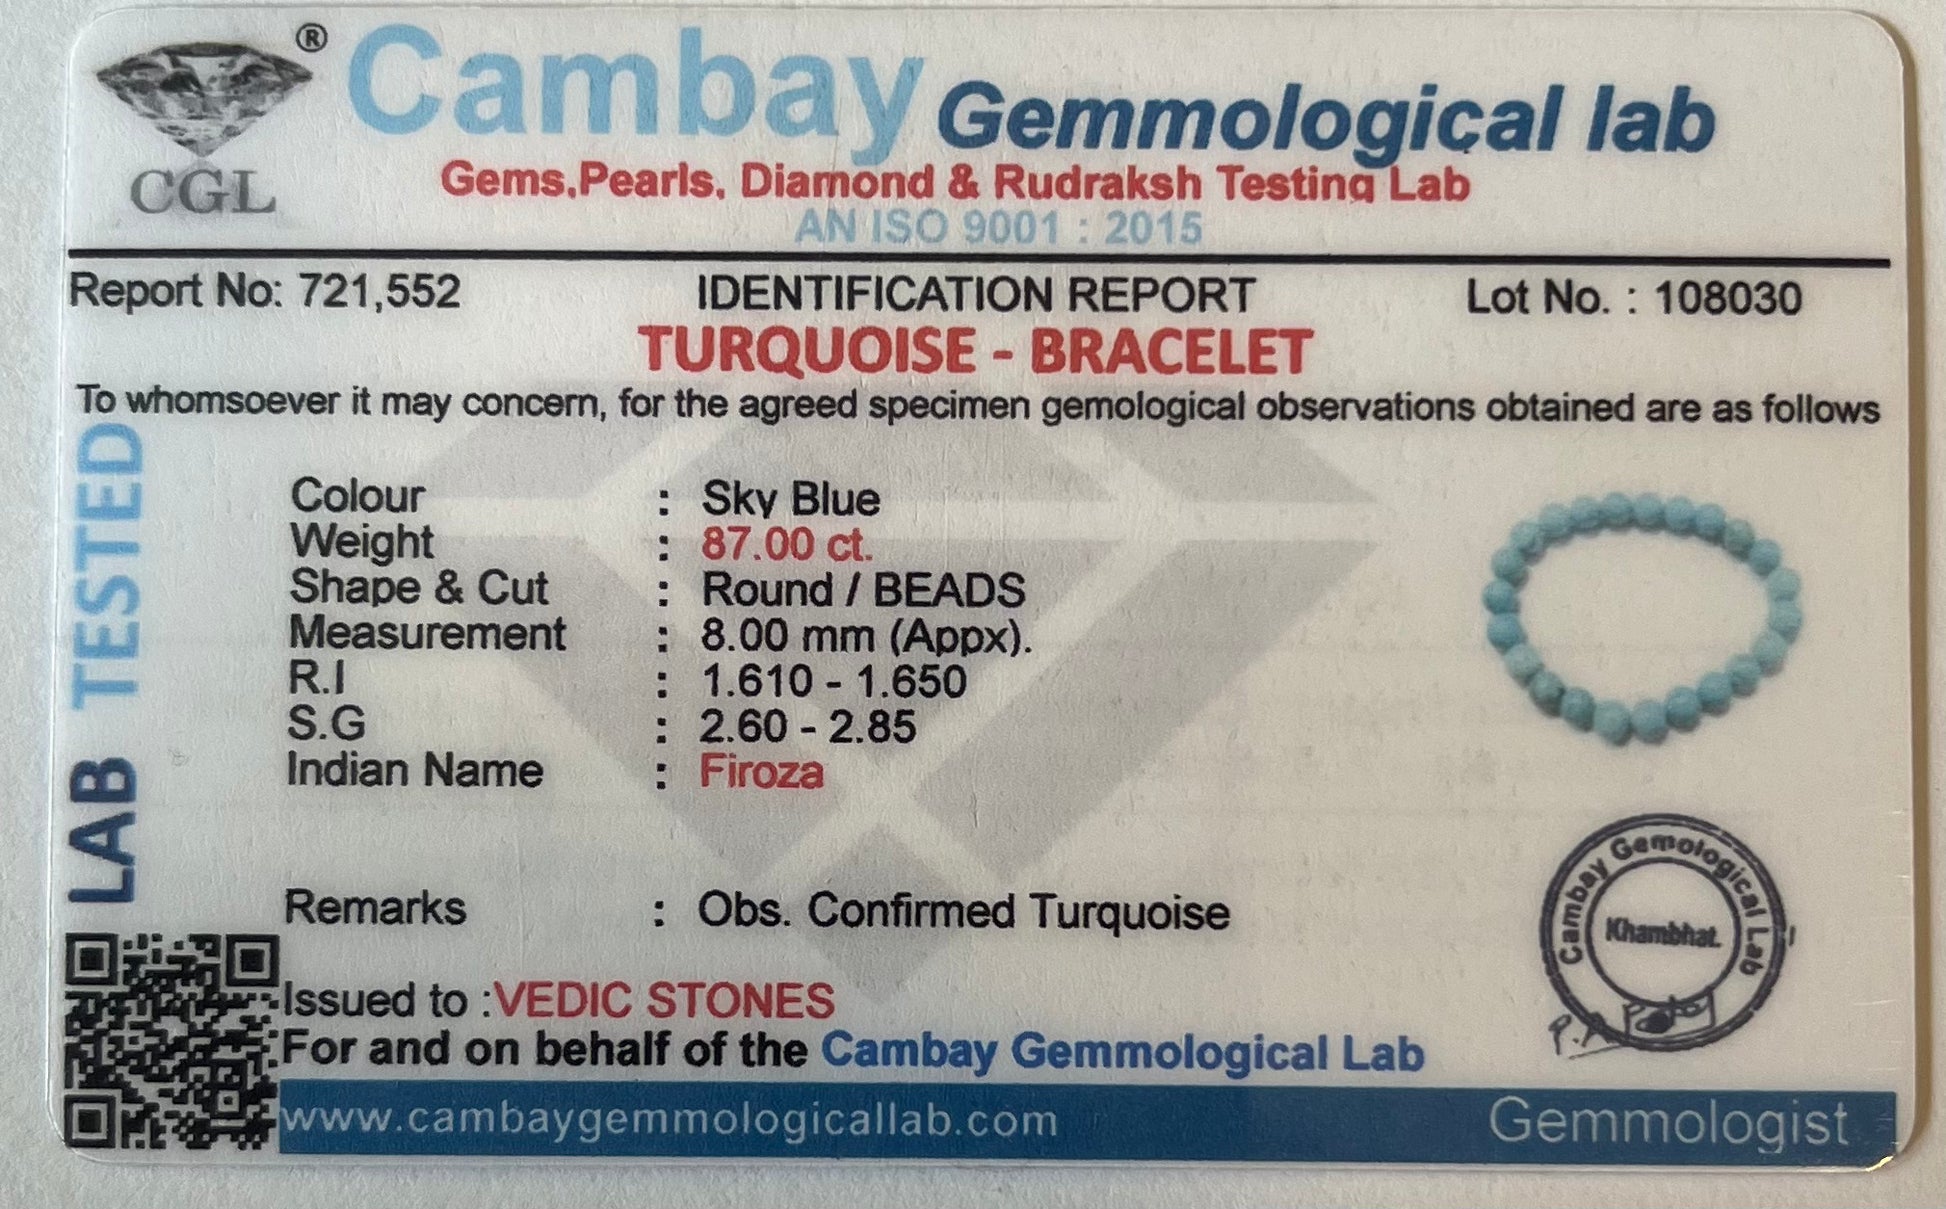 ®
CGL
Cambay Gemmological lab
Gems,Pearls, Diamond & Rudraksh Testing Lab
AN ISO 9001 : 2015
Report No: 721,552 IDENTIFICATION REPORT Lot No. : 108030
TURQUOISE - BRACELET
To whomsoever it may concern, for the agreed specimen gemological observations obtained are as follows
LAB TESTED
Colour : Sky Blue
Weight : 87.00 ct.
Shape & Cut : Round / BEADS
Measurement : 8.00 mm (Appx).
R.I : 1.610 - 1.650
S.G : 2.60 - 2.85
Indian Name : Firoza
Remarks : Obs. Confirmed Turquoise
Cambay Gemological Lab
Khambhat.
Issued to :VEDIC STONES
For and on behalf of the Cambay Gemmological Lab
www.cambaygemmologicallab.com Gemmologist